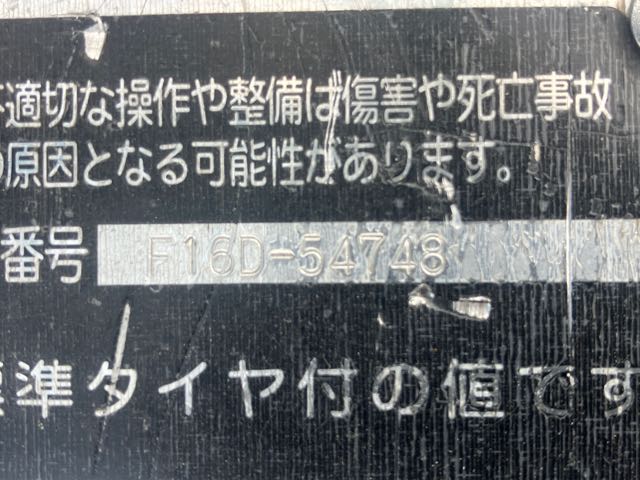 適切な操作や整備は傷害や死亡事故
の原因となる可能性があります。
番号 F16D-54748
標準タイヤ付の値です